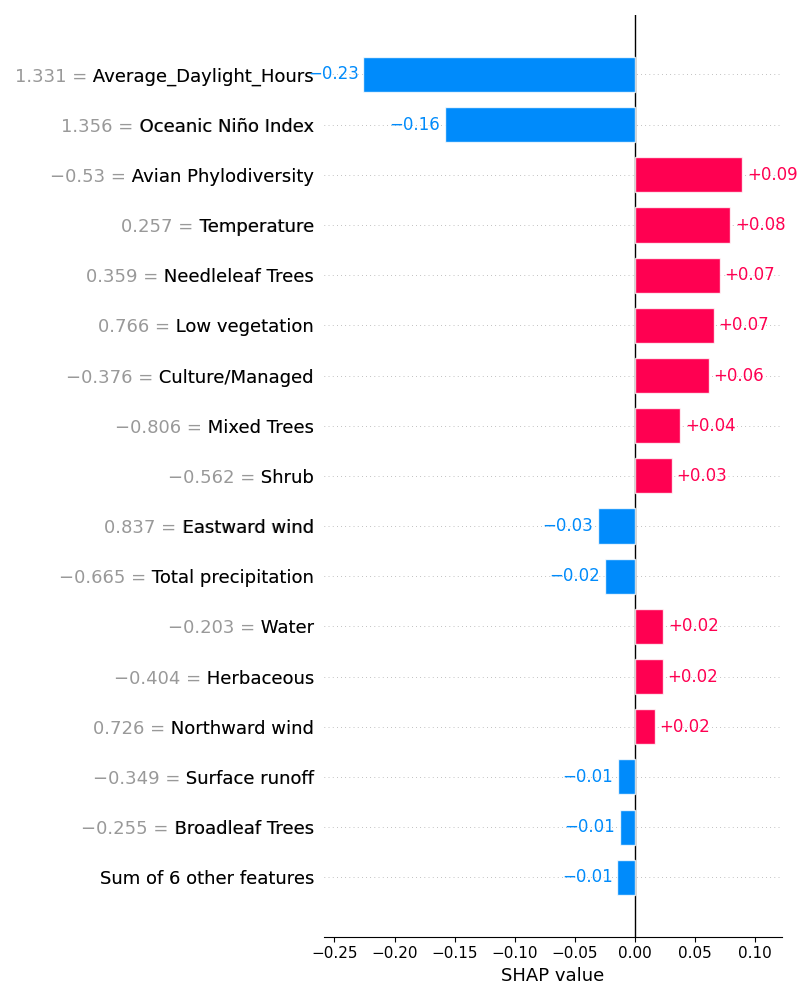 1.331 = Average_Daylight_Hours −0.23
1.356 = Oceanic Niño Index −0.16
−0.53 = Avian Phylodiversity +0.09
0.257 = Temperature +0.08
0.359 = Needleleaf Trees +0.07
0.766 = Low vegetation +0.07
−0.376 = Culture/Managed +0.06
−0.806 = Mixed Trees +0.04
−0.562 = Shrub +0.03
0.837 = Eastward wind −0.03
−0.665 = Total precipitation −0.02
−0.203 = Water +0.02
−0.404 = Herbaceous +0.02
0.726 = Northward wind +0.02
−0.349 = Surface runoff −0.01
−0.255 = Broadleaf Trees −0.01
Sum of 6 other features −0.01
−0.25 −0.20 −0.15 −0.10 −0.05 0.00 0.05 0.10
SHAP value